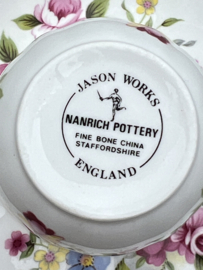 JASON WORKS
NANRICH POTTERY
FINE BONE CHINA
STAFFORDSHIRE
ENGLAND